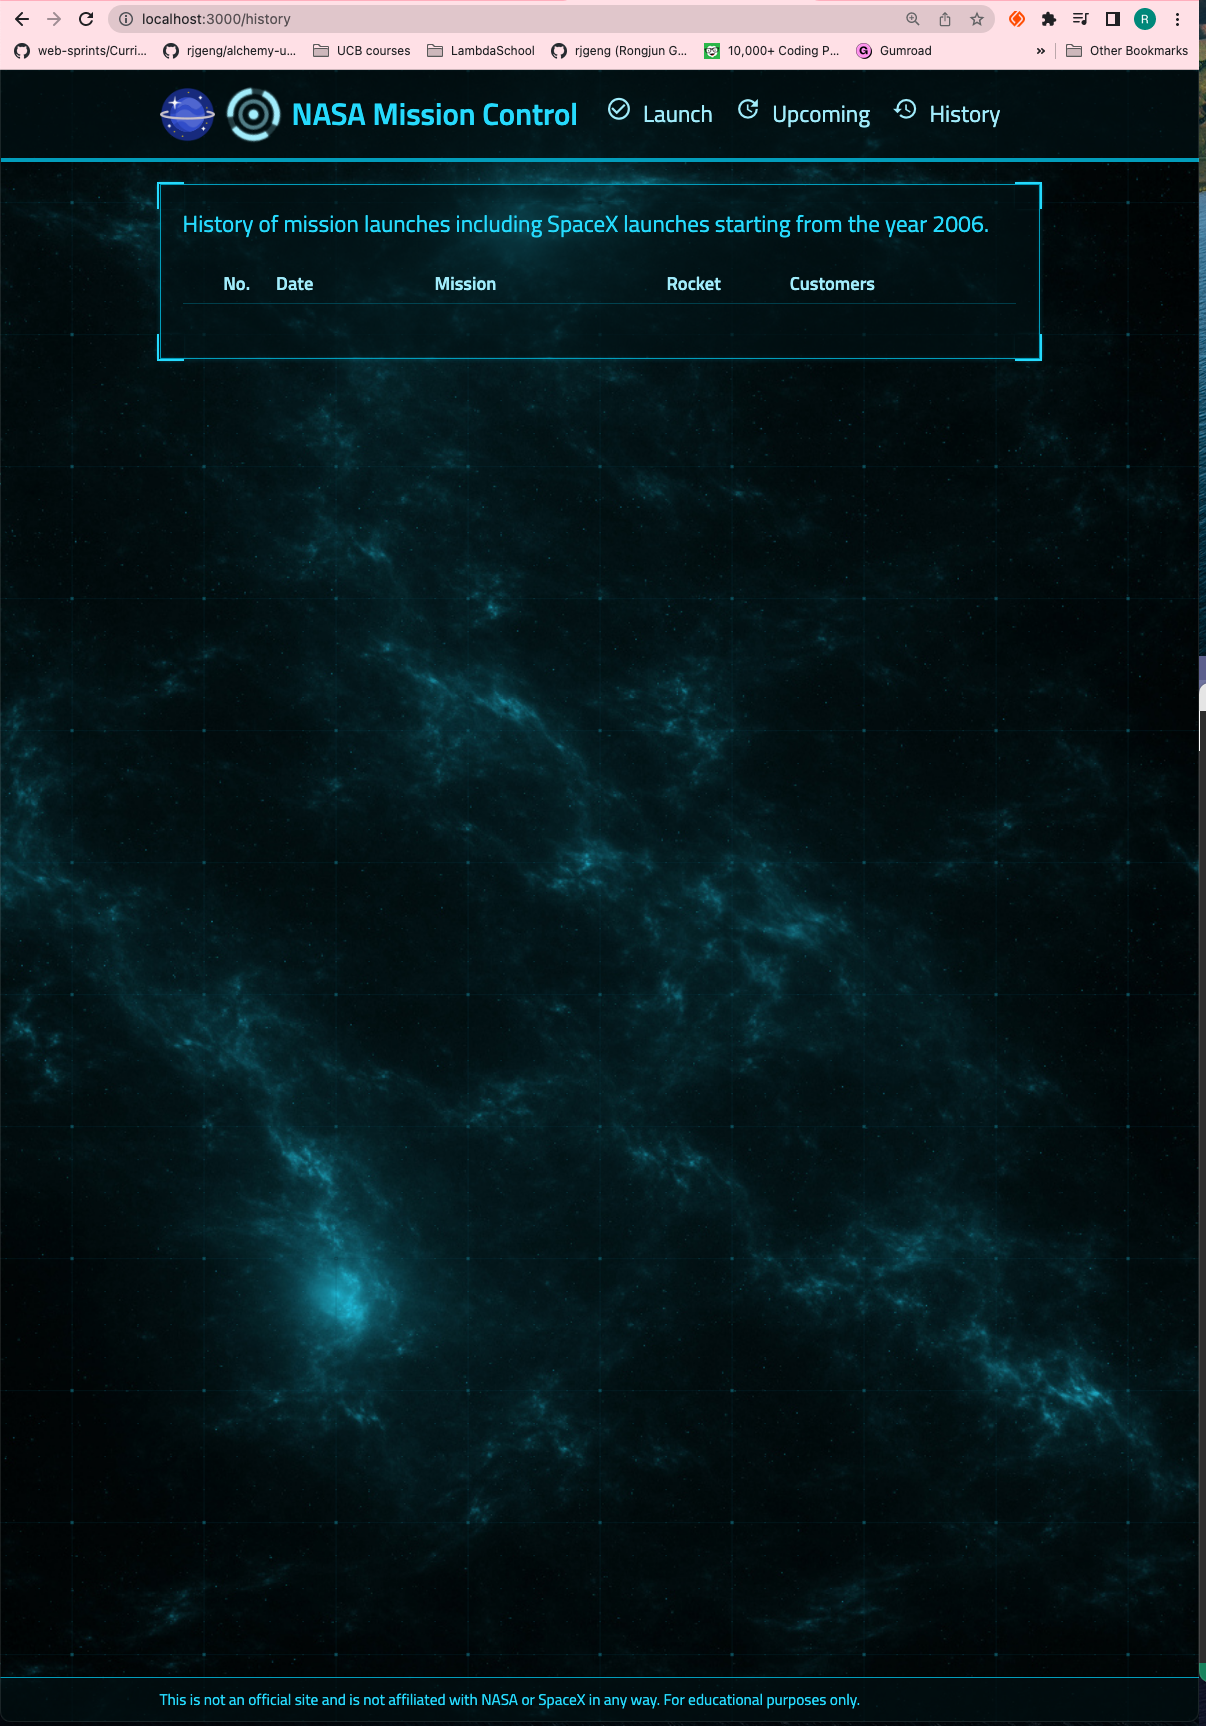 localhost:3000/history
R
web-sprints/Curri...
rjgeng/alchemy-u...
UCB courses
LambdaSchool
rjgeng (Rongjun G...
10,000+ Coding P...
G
Gumroad
»
Other Bookmarks
NASA Mission Control
Launch
Upcoming
History
History of mission launches including SpaceX launches starting from the year 2006.
No. Date Mission Rocket Customers
This is not an official site and is not affiliated with NASA or SpaceX in any way. For educational purposes only.